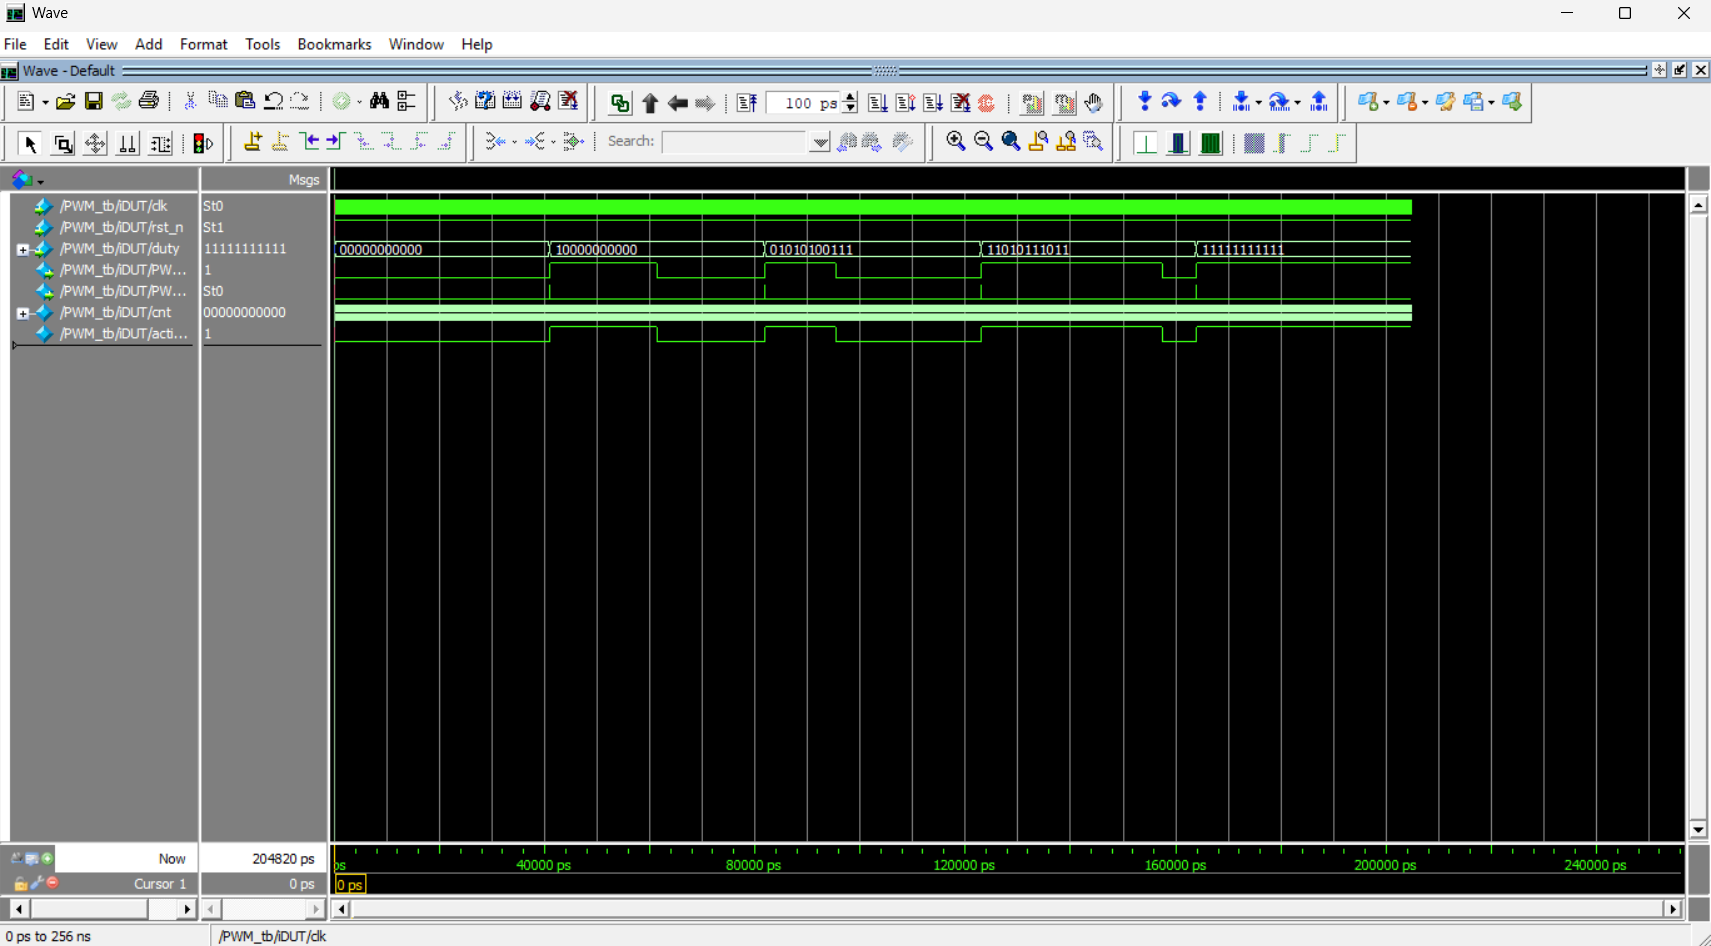 Wave
File Edit View Add Format Tools Bookmarks Window Help
Wave - Default
100 ps
Search:
Msgs
/PWM_tb/iDUT/clk St0
/PWM_tb/iDUT/rst_n St1
/PWM_tb/iDUT/duty 11111111111 00000000000 10000000000 01010100111 11010111011 11111111111
/PWM_tb/iDUT/PW... 1
/PWM_tb/iDUT/PW... St0
/PWM_tb/iDUT/cnt 00000000000
/PWM_tb/iDUT/acti... 1
Now 204820 ps ps 40000 ps 80000 ps 120000 ps 160000 ps 200000 ps 240000 ps
Cursor 1 0 ps 0 ps
0 ps to 256 ns /PWM_tb/iDUT/clk